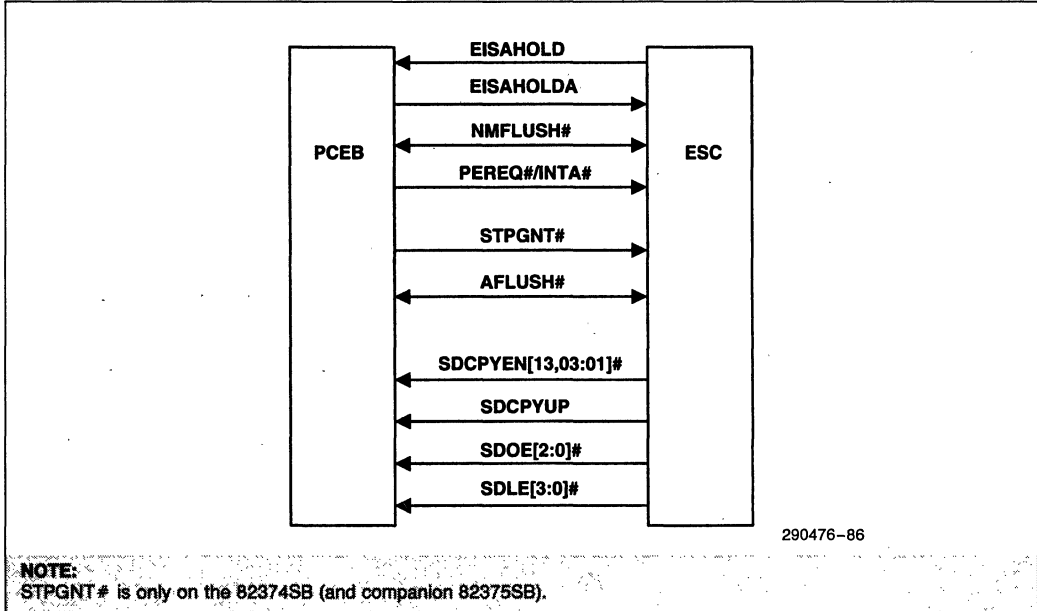 EISAHOLD
EISAHOLDA
NMFLUSH#
PCEB
ESC
PEREQ#/INTA#
STPGNT#
AFLUSH#
SDCPYEN[13,03:01]#
SDCPYUP
SDOE[2:0]#
SDLE[3:0]#
290476-86
NOTE:
STPGNT# is only on the 82374SB (and companion 82375SB).